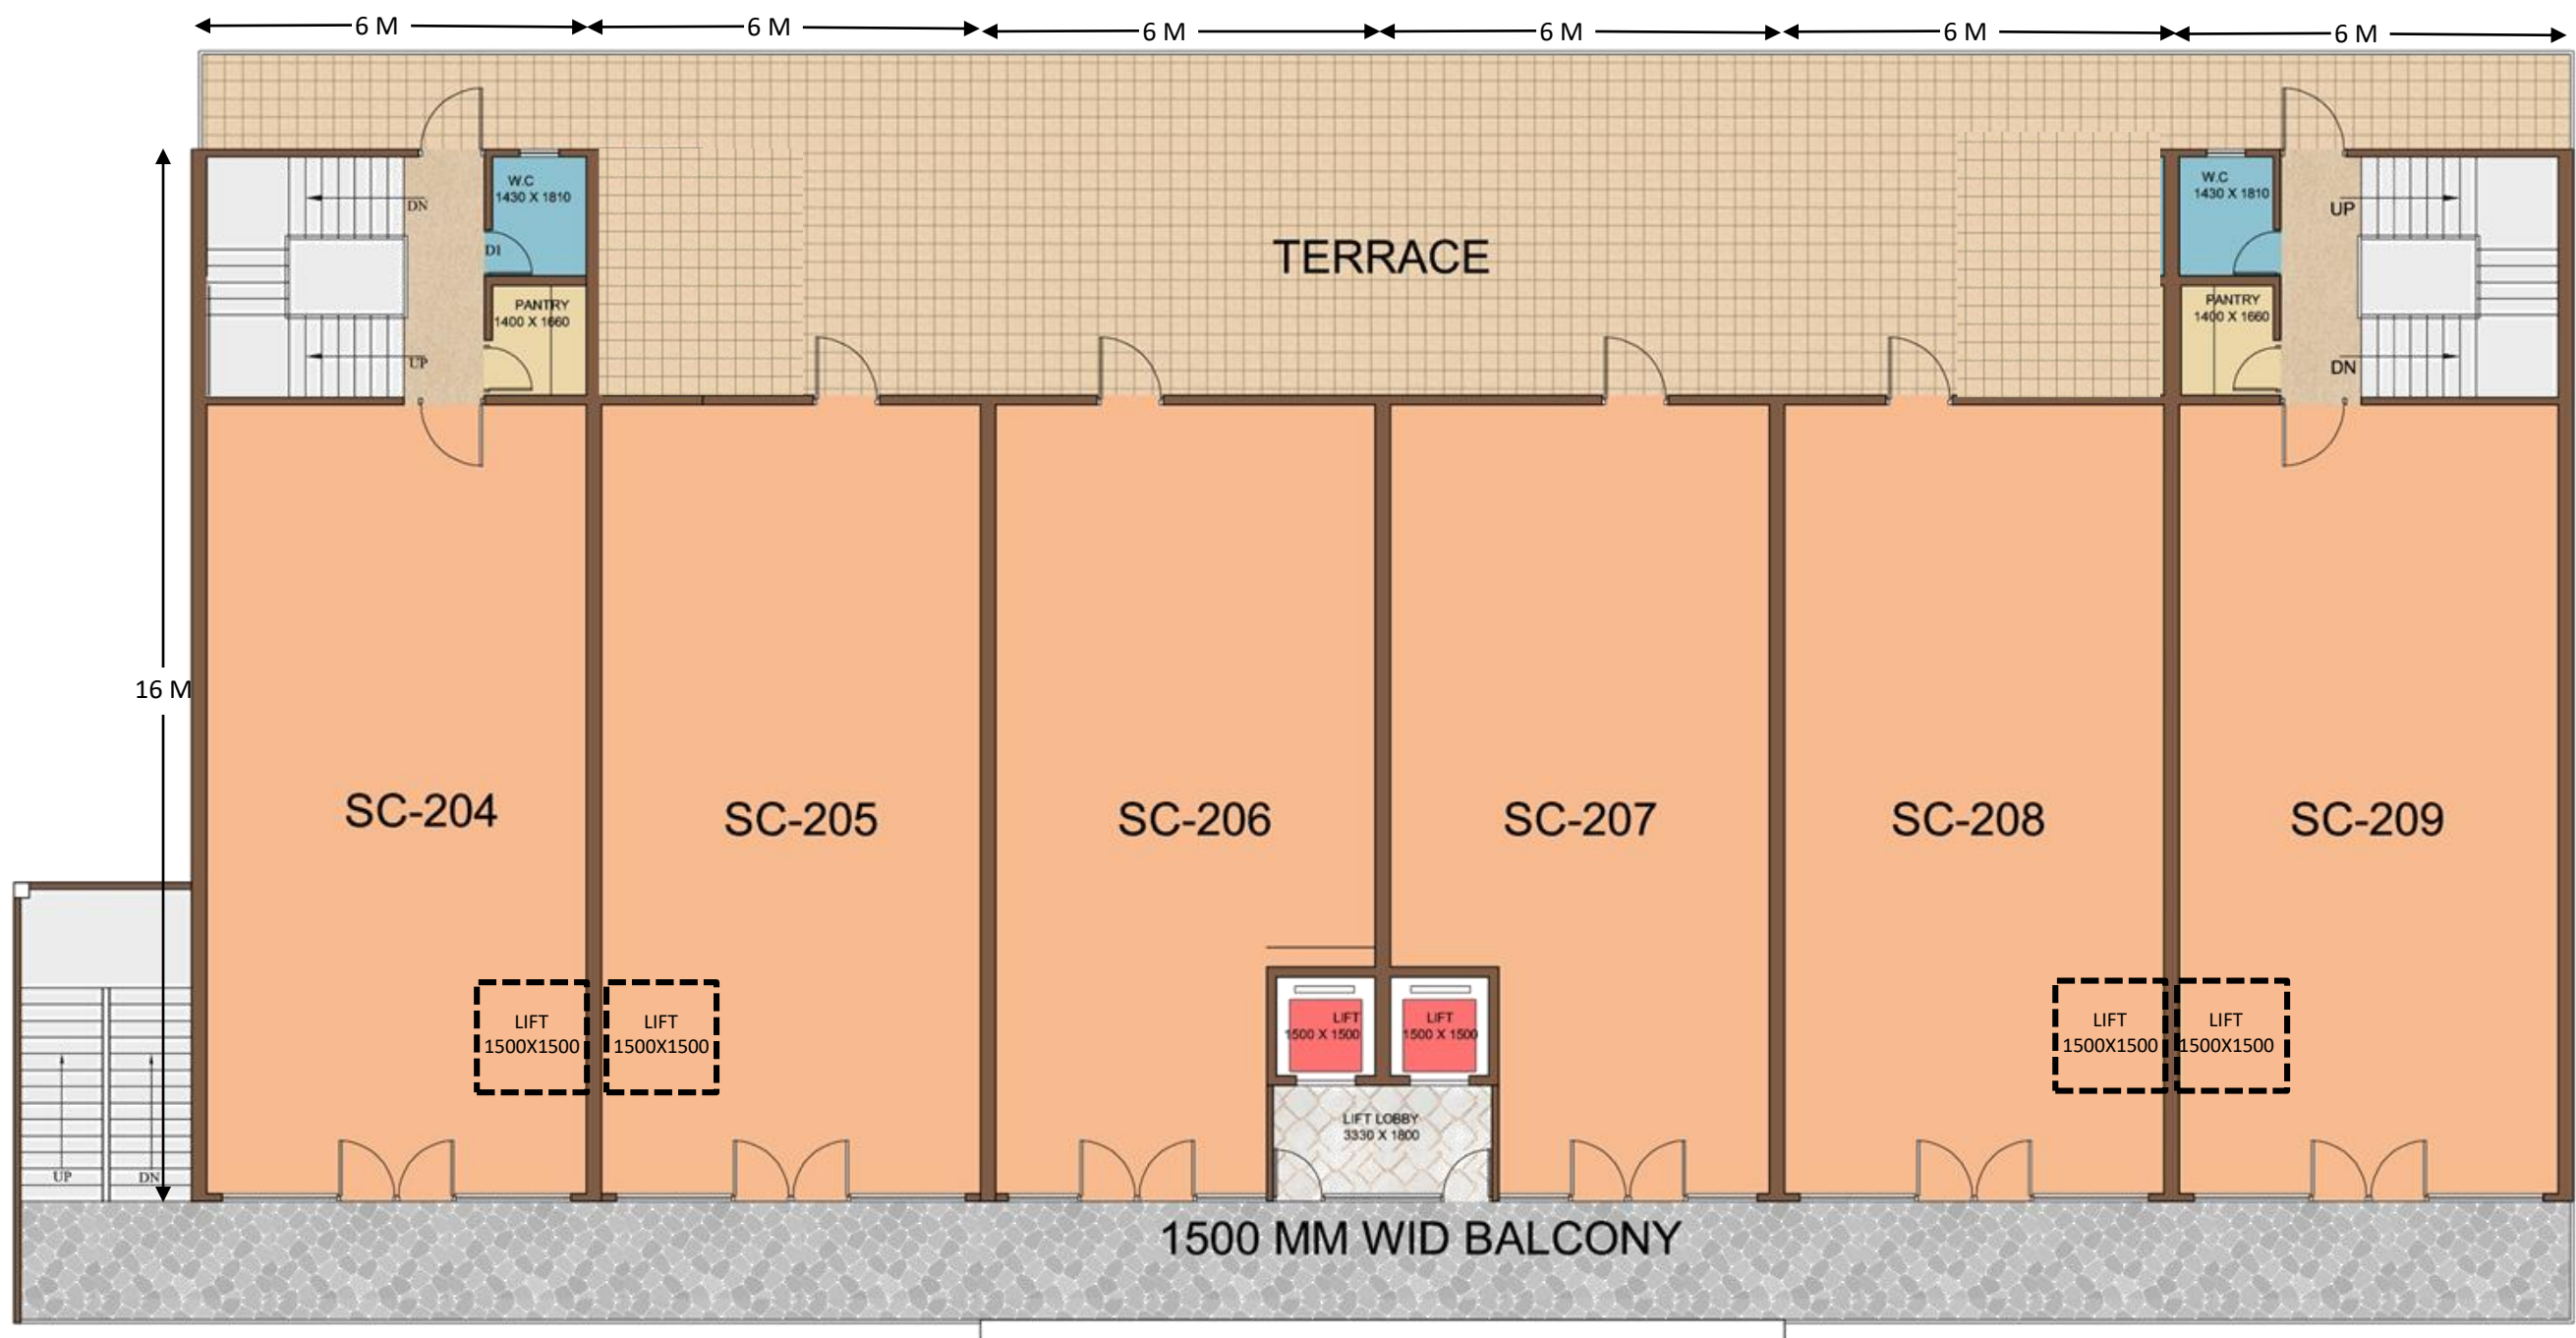 6 M
6 M
6 M
6 M
6 M
6 M
W.C
1430 X 1810
DN
D1
PANTRY
1400 X 1660
UP
TERRACE
W.C
1430 X 1810
UP
PANTRY
1400 X 1660
DN
16 M
SC-204
SC-205
SC-206
SC-207
SC-208
SC-209
LIFT
1500X1500
LIFT
1500X1500
LIFT
1500 X 1500
LIFT
1500 X 1500
LIFT
1500X1500
LIFT
1500X1500
LIFT LOBBY
3330 X 1800
UP
DN
1500 MM WID BALCONY